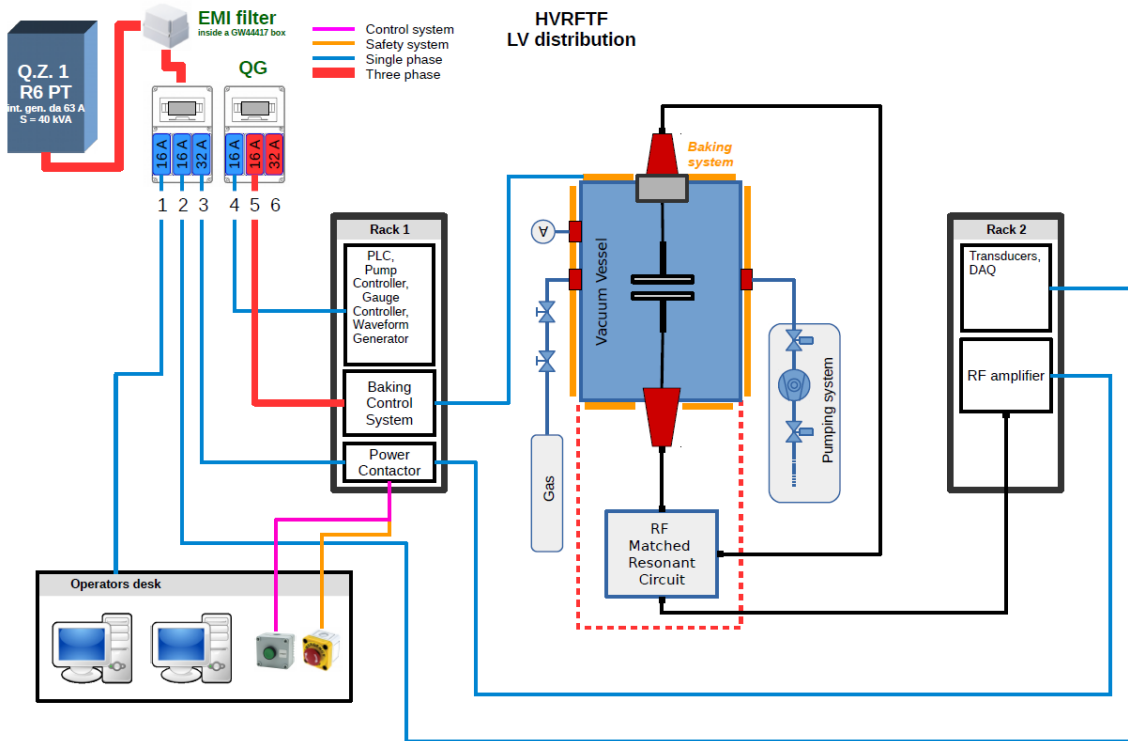 EMI filter
inside a GW44417 box
HVRFTF
LV distribution
Control system
Safety system
Single phase
Three phase
Q.Z. 1
R6 PT
int. gen. da 63 A
S = 40 kVA
QG
16 A
16 A
32 A
16 A
16 A
32 A
1
2
3
4
5
6
Rack 1
PLC,
Pump
Controller,
Gauge
Controller,
Waveform
Generator
Baking
Control
System
Power
Contactor
Baking
system
Vacuum Vessel
V
Gas
Pumping system
RF
Matched
Resonant
Circuit
Rack 2
Transducers,
DAQ
RF amplifier
Operators desk